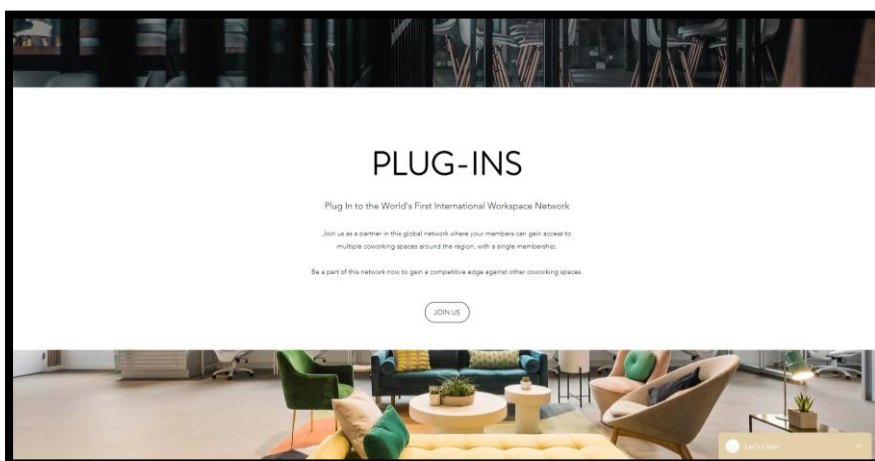 PLUG-INS
Plug In to the World's First International Workspace Network
Join us as a partner in this global network where your members can gain access to
multiple coworking spaces around the region, with a single membership.
Be a part of this network now to gain a competitive edge against other coworking spaces.
JOIN US
Let's Chat!